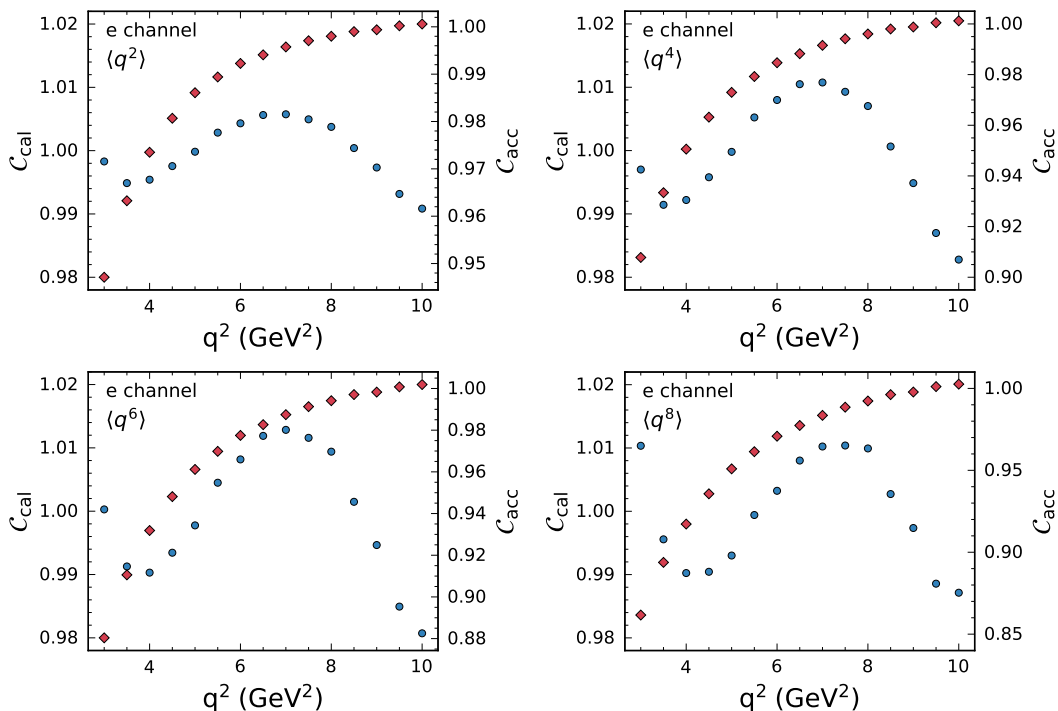 e channel
⟨q²⟩
1.02
1.01
1.00
0.99
0.98
𝒞cal
1.00
0.99
0.98
0.97
0.96
0.95
𝒞acc
4 6 8 10
q² (GeV²)
e channel
⟨q⁴⟩
1.02
1.01
1.00
0.99
0.98
𝒞cal
1.00
0.98
0.96
0.94
0.92
0.90
𝒞acc
4 6 8 10
q² (GeV²)
e channel
⟨q⁶⟩
1.02
1.01
1.00
0.99
0.98
𝒞cal
1.00
0.98
0.96
0.94
0.92
0.90
0.88
𝒞acc
4 6 8 10
q² (GeV²)
e channel
⟨q⁸⟩
1.02
1.01
1.00
0.99
0.98
𝒞cal
1.00
0.95
0.90
0.85
𝒞acc
4 6 8 10
q² (GeV²)